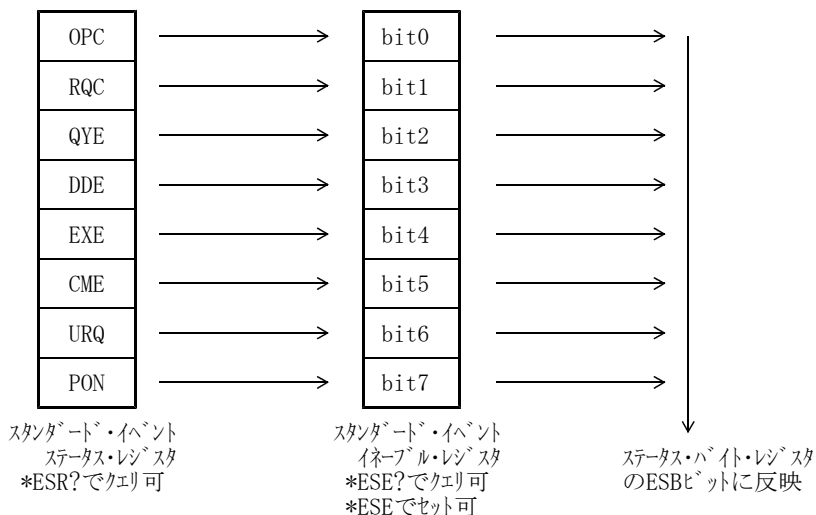 OPC
bit0
RQC
bit1
QYE
bit2
DDE
bit3
EXE
bit4
CME
bit5
URQ
bit6
PON
bit7
ｽﾀﾝﾀﾞｰﾄﾞ・ｲﾍﾞﾝﾄ
ｽﾃｰﾀｽ・ﾚｼﾞｽﾀ
*ESR?でｸｴﾘ可
ｽﾀﾝﾀﾞｰﾄﾞ・ｲﾍﾞﾝﾄ
ｲﾈｰﾌﾞﾙ・ﾚｼﾞｽﾀ
*ESE?でｸｴﾘ可
*ESEでｾｯﾄ可
ｽﾃｰﾀｽ・ﾊﾞｲﾄ・ﾚｼﾞｽﾀ
のESBﾋﾞｯﾄに反映